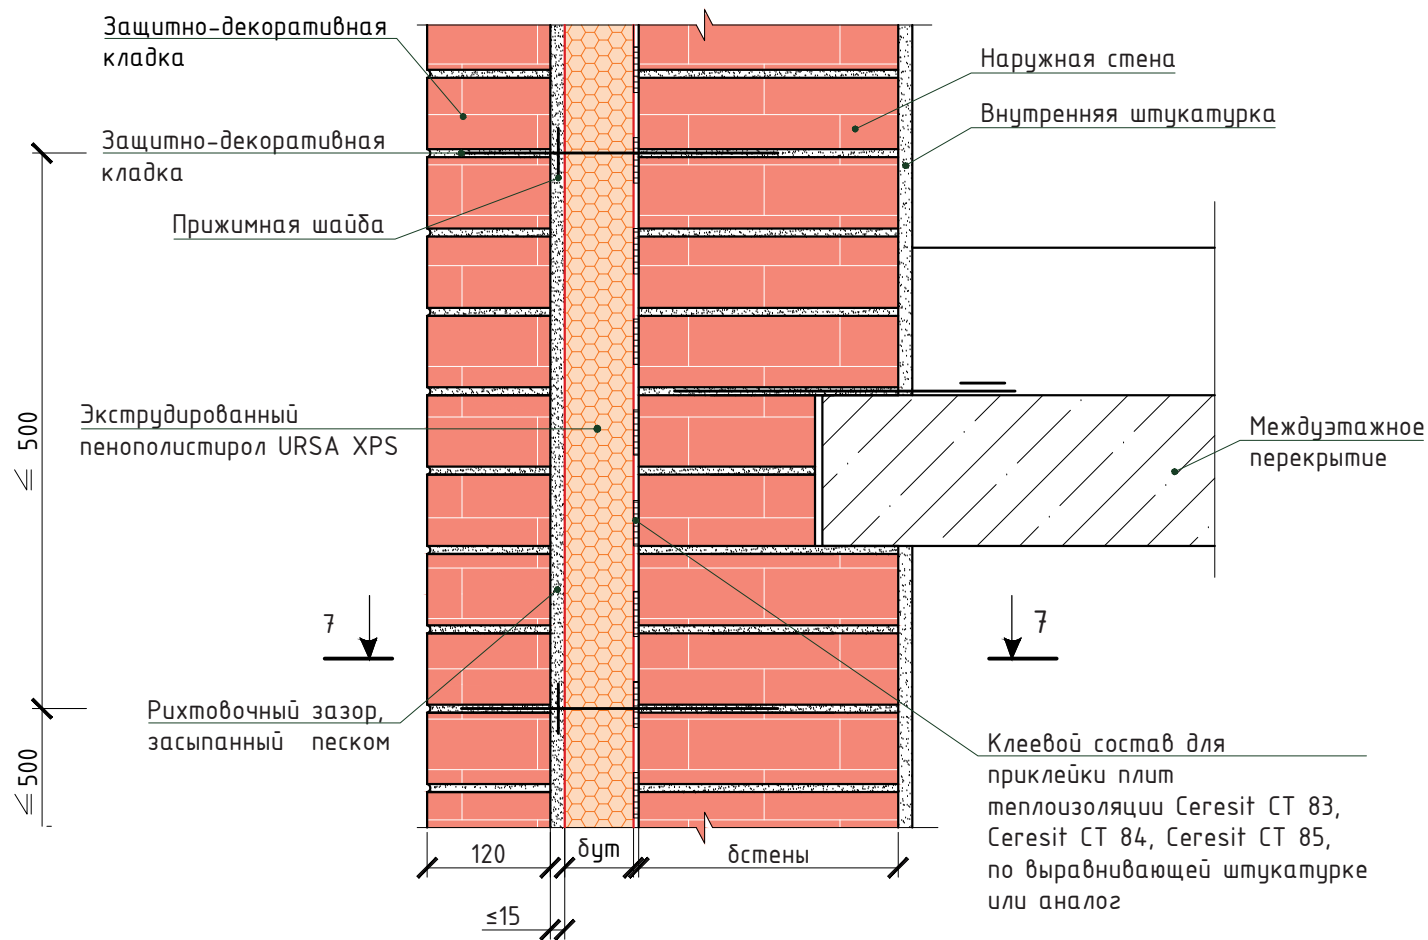 Защитно-декоративная
кладка
Наружная стена
Внутренняя штукатурка
Защитно-декоративная
кладка
Прижимная шайба
Экструдированный
пенополистирол URSA XPS
Междуэтажное
перекрытие
≤ 500
7
7
Рихтовочный зазор,
засыпанный песком
≤ 500
Клеевой состав для
приклейки плит
теплоизоляции Ceresit CT 83,
Ceresit CT 84, Ceresit CT 85,
по выравнивающей штукатурке
или аналог
120
δут
δстены
≤15